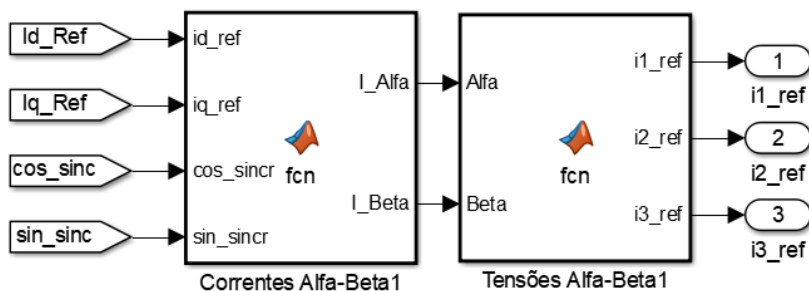 Id_Ref
Iq_Ref
cos_sinc
sin_sinc
id_ref
iq_ref
cos_sincr
sin_sincr
fcn
I_Alfa
I_Beta
Correntes Alfa-Beta1
Alfa
Beta
fcn
i1_ref
i2_ref
i3_ref
Tensões Alfa-Beta1
1
i1_ref
2
i2_ref
3
i3_ref